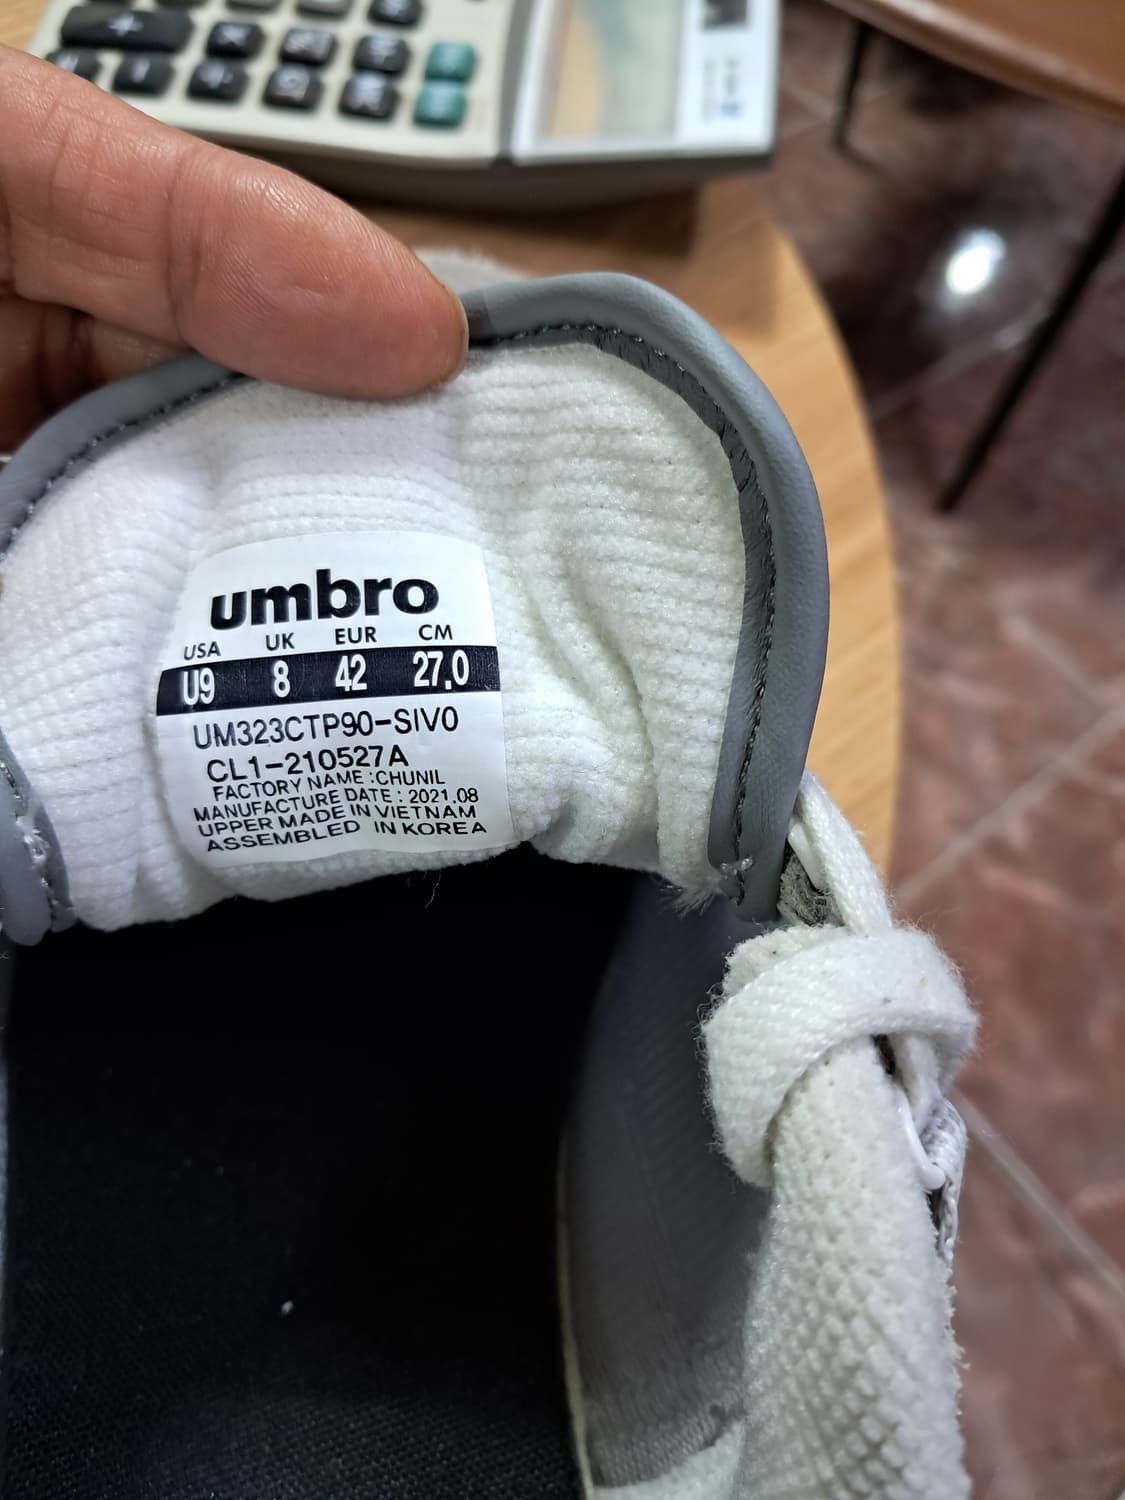 umbro
USA UK EUR CM
U9 8 42 27.0
UM323CTP90-SIV0
CL1-210527A
FACTORY NAME :CHUNIL
MANUFACTURE DATE : 2021.08
UPPER MADE IN VIETNAM
ASSEMBLED IN KOREA